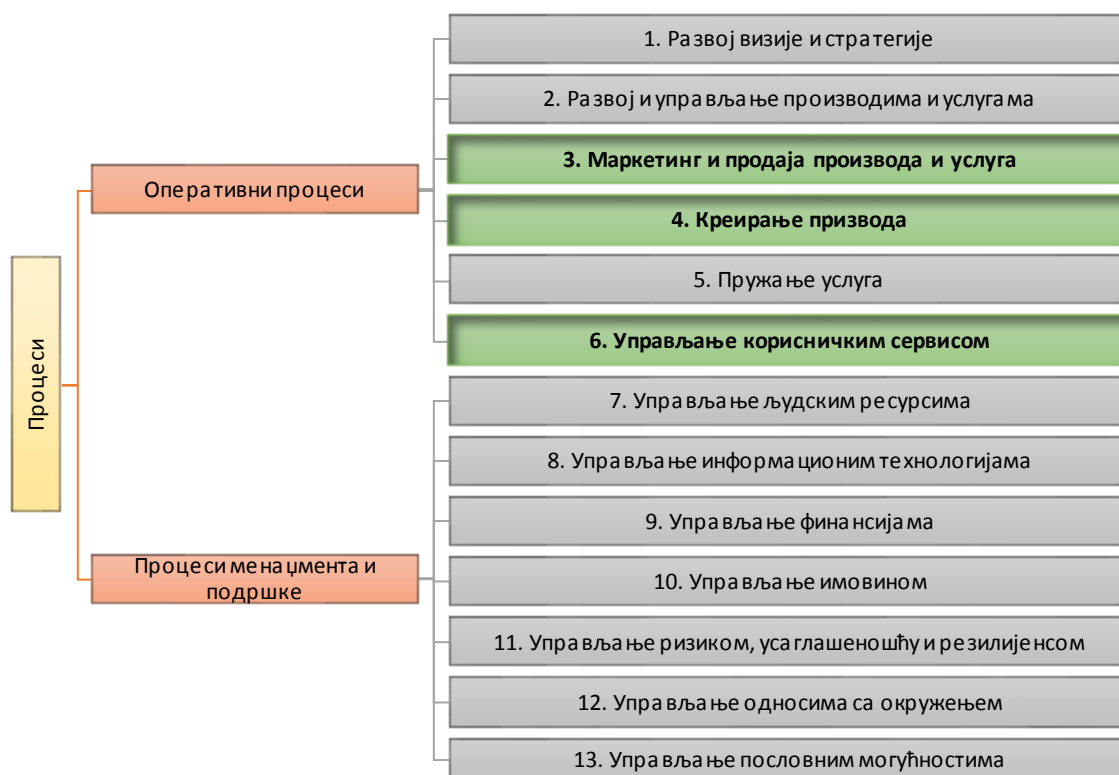 Процеси
Оперативни процеси
1. Развој визије и стратегије
2. Развој и управљање производима и услугама
3. Маркетинг и продаја производа и услуга
4. Креирање призвода
5. Пружање услуга
6. Управљање корисничким сервисом
Процеси менаџмента и
подршке
7. Управљање људским ресурсима
8. Управљање информационим технологијама
9. Управљање финансијама
10. Управљање имовином
11. Управљање ризиком, усаглашеношћу и резилијенсом
12. Управљање односима са окружењем
13. Управљање пословним могућностима